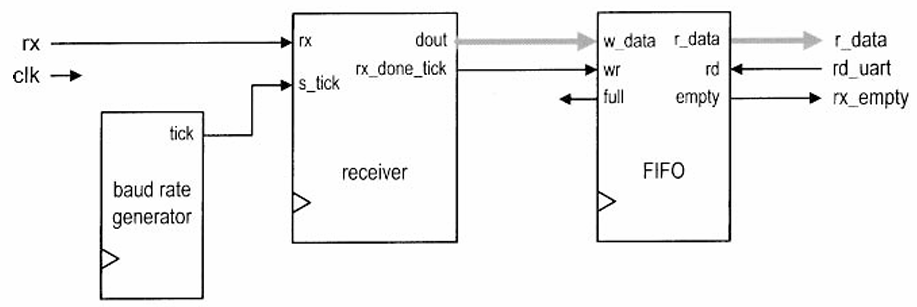 rx
clk
tick
baud rate
generator
rx
s_tick
dout
rx_done_tick
receiver
w_data
wr
full
r_data
rd
empty
FIFO
r_data
rd_uart
rx_empty